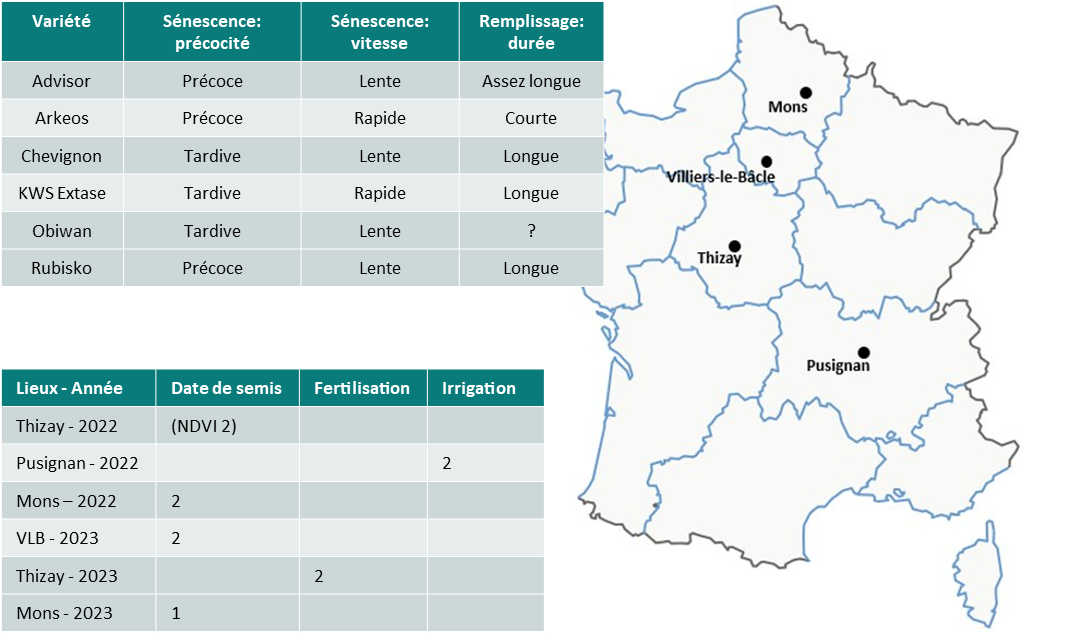 Variété Sénescence: précocité Sénescence: vitesse Remplissage: durée
Advisor Précoce Lente Assez longue
Arkeos Précoce Rapide Courte
Chevignon Tardive Lente Longue
KWS Extase Tardive Rapide Longue
Obiwan Tardive Lente ?
Rubisko Précoce Lente Longue
Lieux - Année Date de semis Fertilisation Irrigation
Thizay - 2022 (NDVI 2)
Pusignan - 2022 2
Mons – 2022 2
VLB - 2023 2
Thizay - 2023 2
Mons - 2023 1
Mons
Villiers-le-Bâcle
Thizay
Pusignan